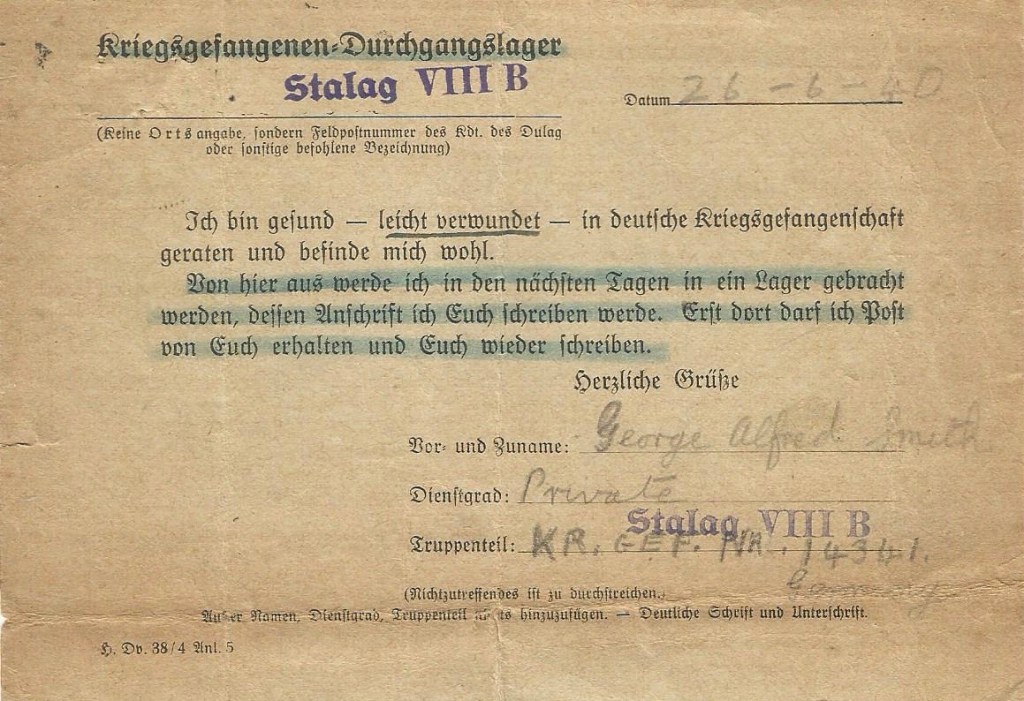 Kriegsgefangenen-Durchgangslager
Stalag VIII B
Datum 26-6-40
(Keine Ortsangabe, sondern Feldpostnummer des Kdt. des Dulag
oder sonstige befohlene Bezeichnung)
Ich bin gesund — leicht verwundet — in deutsche Kriegsgefangenschaft
geraten und befinde mich wohl.
Von hier aus werde ich in den nächsten Tagen in ein Lager gebracht
werden, dessen Anschrift ich Euch schreiben werde. Erst dort darf ich Post
von Euch erhalten und Euch wieder schreiben.
Herzliche Grüße
Vor- und Zuname: George Alfred Smith
Dienstgrad: Private
Stalag VIII B
Truppenteil: KR. GEF. NR. 14341.
Germany
(Nichtzutreffendes ist zu durchstreichen.
Außer Namen, Dienstgrad, Truppenteil nichts hinzuzufügen. — Deutliche Schrift und Unterschrift.
H. Dv. 38/4 Anl. 5